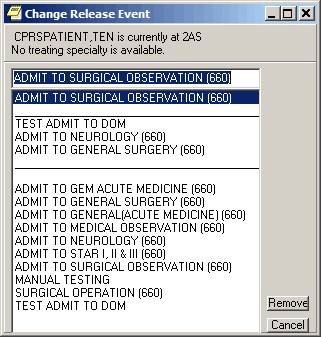 Change Release Event
CPRSPATIENT,TEN is currently at 2AS
No treating specialty is available.
ADMIT TO SURGICAL OBSERVATION (660)
ADMIT TO SURGICAL OBSERVATION (660)
TEST ADMIT TO DOM
ADMIT TO NEUROLOGY (660)
ADMIT TO GENERAL SURGERY (660)
ADMIT TO GEM ACUTE MEDICINE (660)
ADMIT TO GENERAL SURGERY (660)
ADMIT TO GENERAL(ACUTE MEDICINE) (660)
ADMIT TO MEDICAL OBSERVATION (660)
ADMIT TO NEUROLOGY (660)
ADMIT TO STAR I, II & III (660)
ADMIT TO SURGICAL OBSERVATION (660)
MANUAL TESTING
SURGICAL OPERATION (660)
TEST ADMIT TO DOM
Remove
Cancel